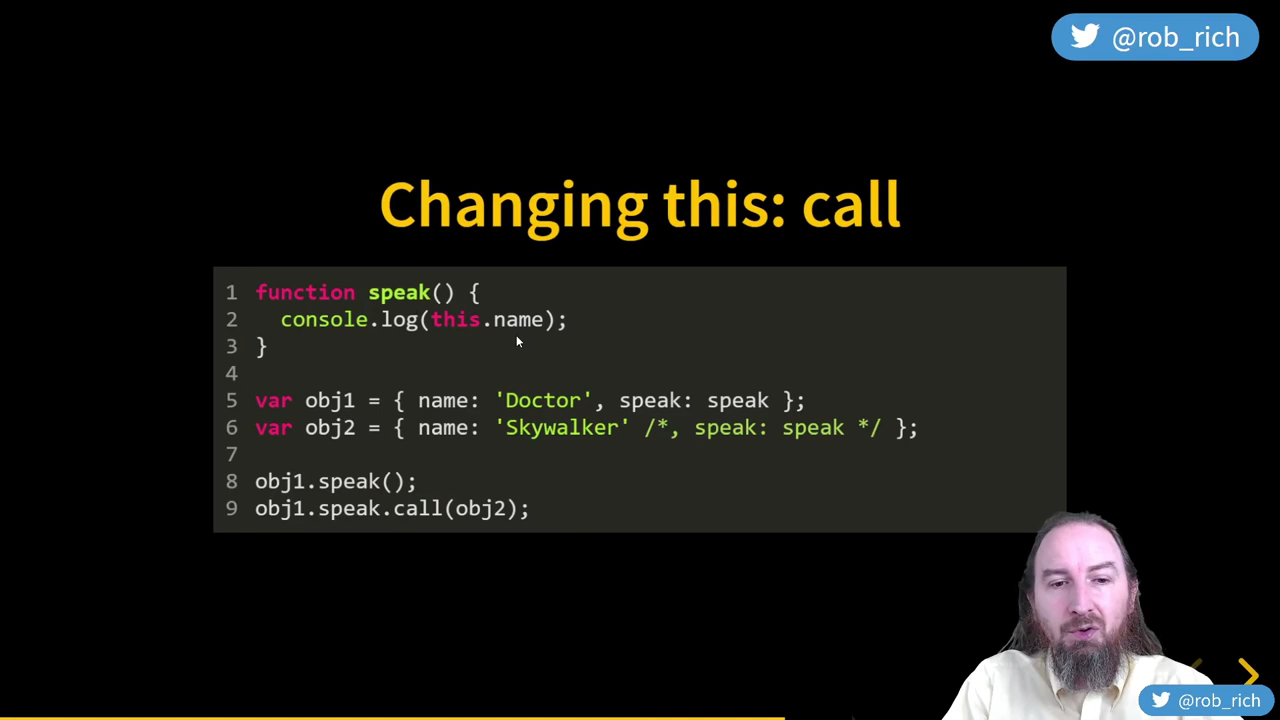 @rob_rich
Changing this: call
1 function speak() {
2   console.log(this.name);
3 }
4
5 var obj1 = { name: 'Doctor', speak: speak };
6 var obj2 = { name: 'Skywalker' /*, speak: speak */ };
7
8 obj1.speak();
9 obj1.speak.call(obj2);
@rob_rich